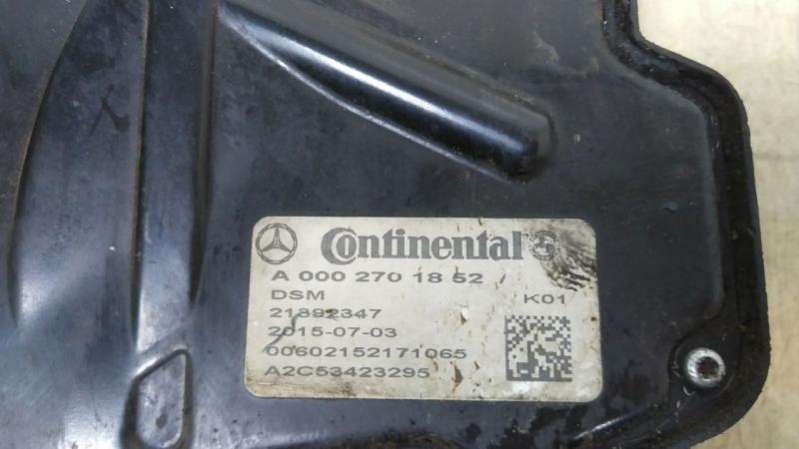 Continental
A 000 270 18 52
DSM K01
21892347
2015-07-03
00602152171065
A2C53423295